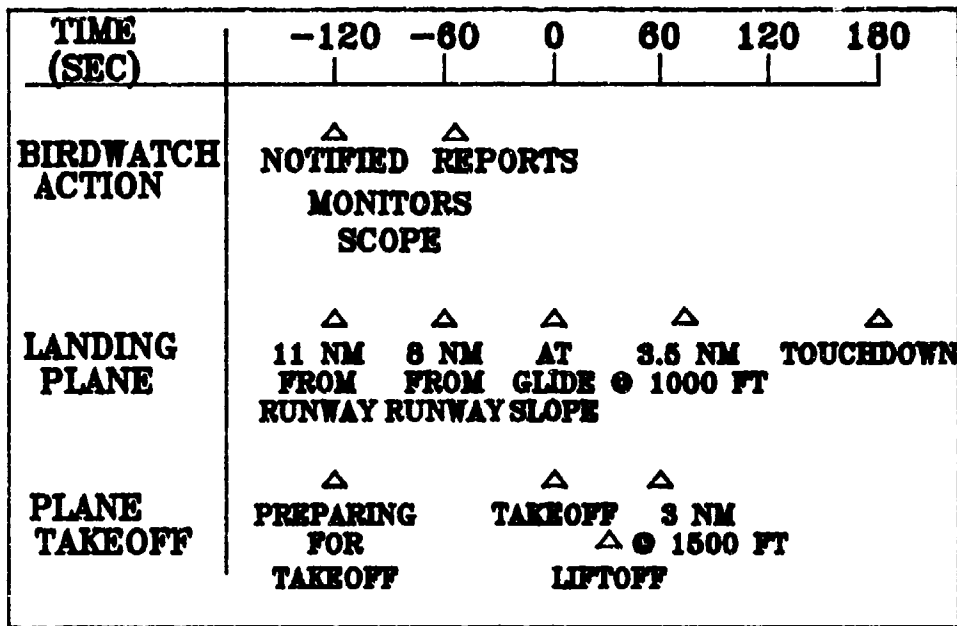 TIME -120 -60 0 60 120 180
(SEC)
BIRDWATCH ACTION
NOTIFIED REPORTS
MONITORS
SCOPE
LANDING PLANE
11 NM 8 NM AT 3.5 NM TOUCHDOWN
FROM FROM GLIDE @ 1000 FT
RUNWAY RUNWAY SLOPE
PLANE TAKEOFF
PREPARING TAKEOFF 3 NM
FOR @ 1500 FT
TAKEOFF LIFTOFF